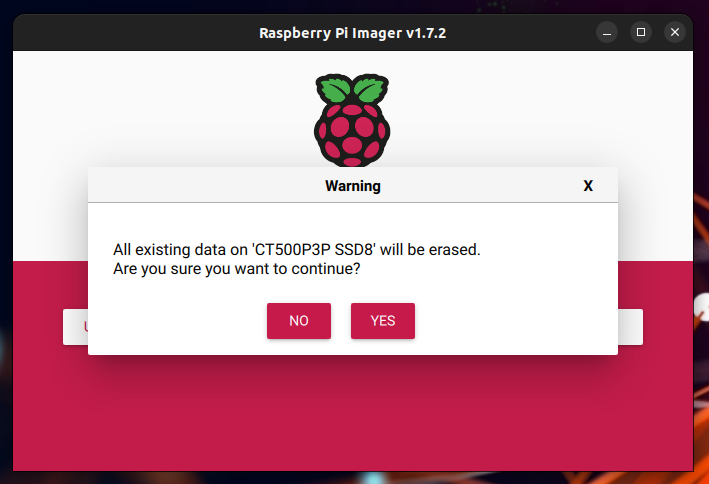 Raspberry Pi Imager v1.7.2
Warning
X
All existing data on 'CT500P3P SSD8' will be erased.
Are you sure you want to continue?
NO
YES